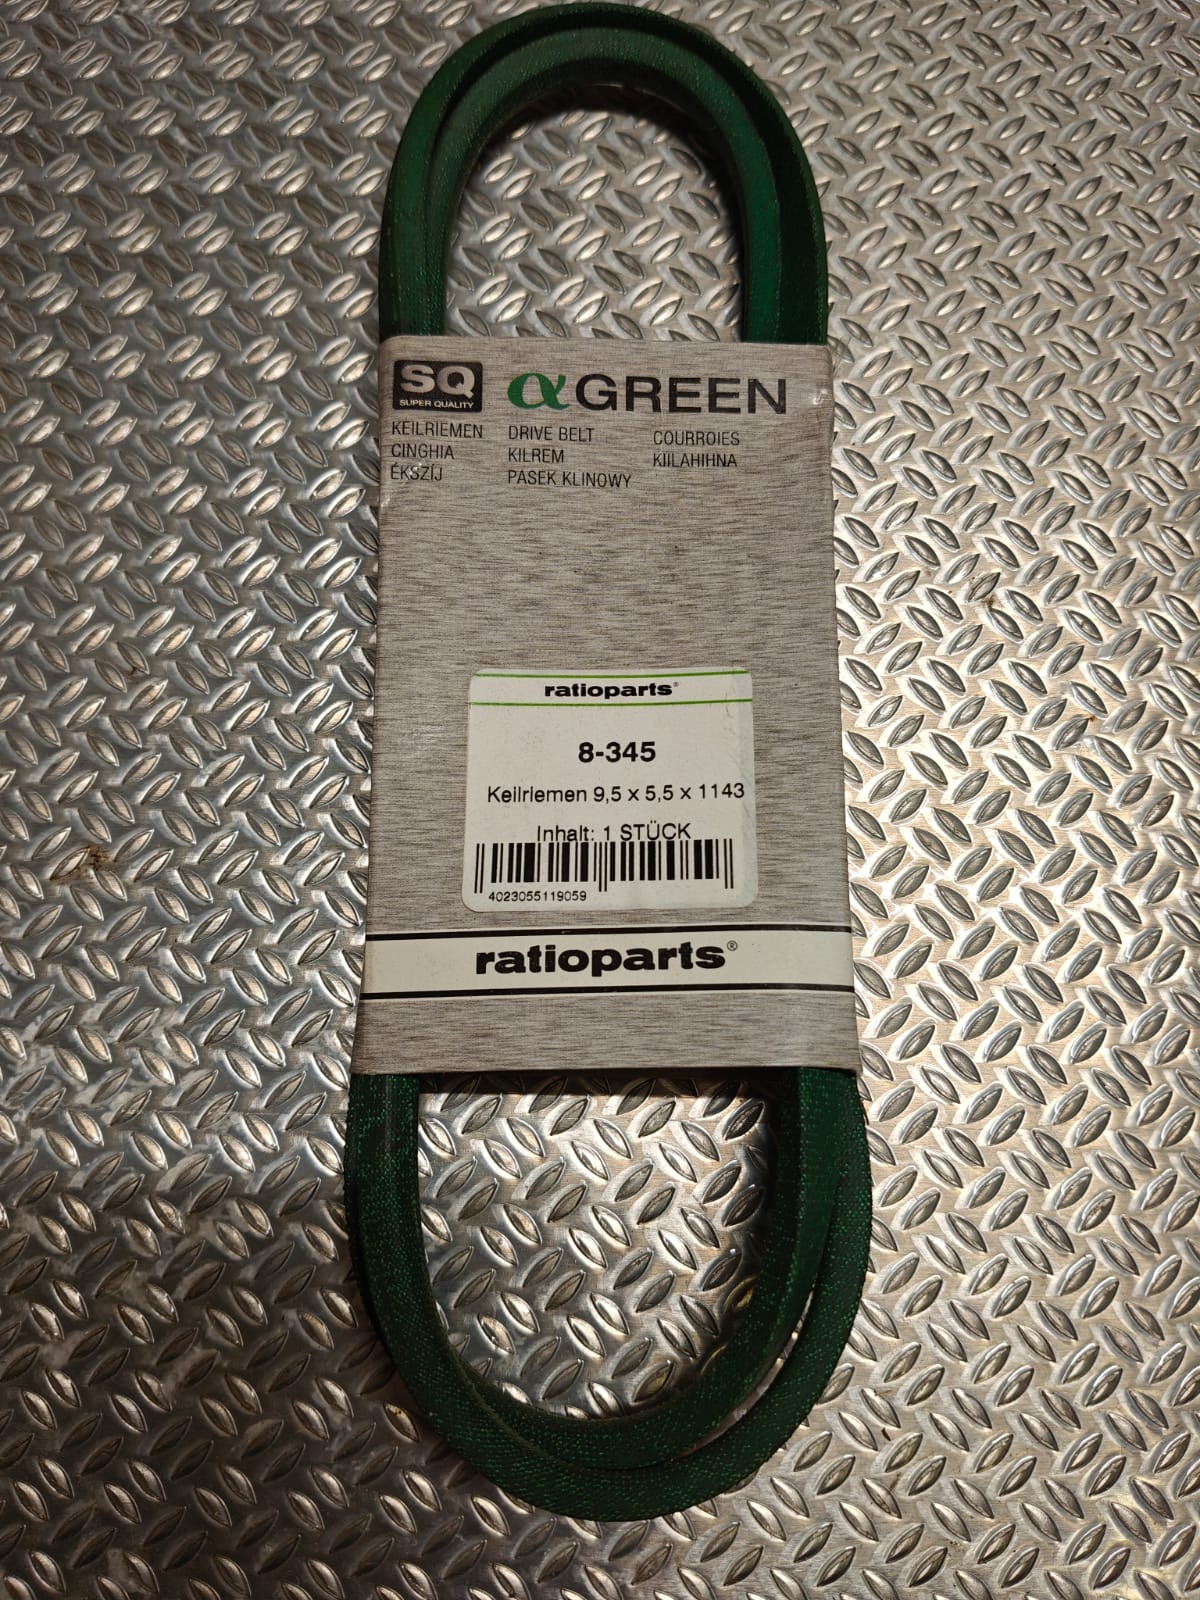 SQ
SUPER QUALITY
αGREEN
KEILRIEMEN
CINGHIA
ÉKSZÍJ
DRIVE BELT
KILREM
PASEK KLINOWY
COURROIES
KIILAHIHNA
ratioparts®
8-345
Keilriemen 9,5 x 5,5 x 1143
Inhalt: 1 STÜCK
4023055119059
ratioparts®